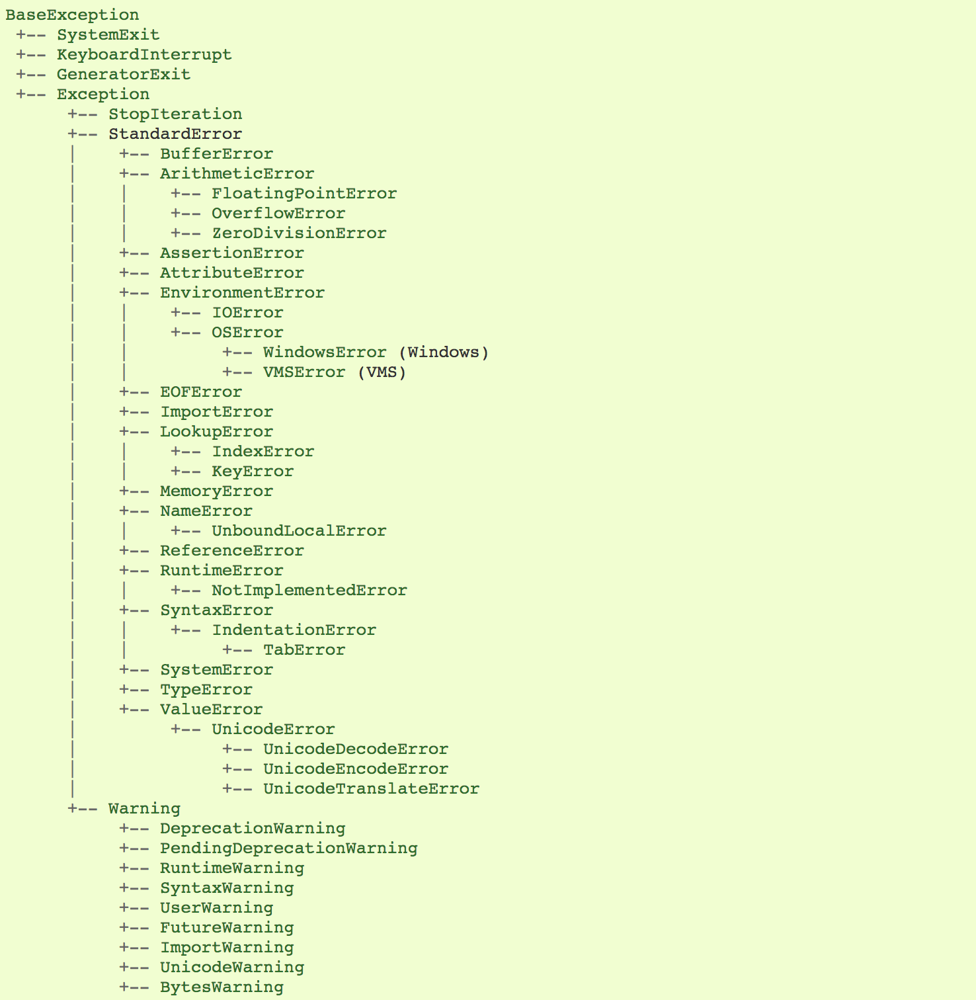 BaseException
 +-- SystemExit
 +-- KeyboardInterrupt
 +-- GeneratorExit
 +-- Exception
      +-- StopIteration
      +-- StandardError
      |    +-- BufferError
      |    +-- ArithmeticError
      |    |    +-- FloatingPointError
      |    |    +-- OverflowError
      |    |    +-- ZeroDivisionError
      |    +-- AssertionError
      |    +-- AttributeError
      |    +-- EnvironmentError
      |    |    +-- IOError
      |    |    +-- OSError
      |    |         +-- WindowsError (Windows)
      |    |         +-- VMSError (VMS)
      |    +-- EOFError
      |    +-- ImportError
      |    +-- LookupError
      |    |    +-- IndexError
      |    |    +-- KeyError
      |    +-- MemoryError
      |    +-- NameError
      |    |    +-- UnboundLocalError
      |    +-- ReferenceError
      |    +-- RuntimeError
      |    |    +-- NotImplementedError
      |    +-- SyntaxError
      |    |    +-- IndentationError
      |    |         +-- TabError
      |    +-- SystemError
      |    +-- TypeError
      |    +-- ValueError
      |         +-- UnicodeError
      |              +-- UnicodeDecodeError
      |              +-- UnicodeEncodeError
      |              +-- UnicodeTranslateError
      +-- Warning
           +-- DeprecationWarning
           +-- PendingDeprecationWarning
           +-- RuntimeWarning
           +-- SyntaxWarning
           +-- UserWarning
           +-- FutureWarning
           +-- ImportWarning
           +-- UnicodeWarning
           +-- BytesWarning